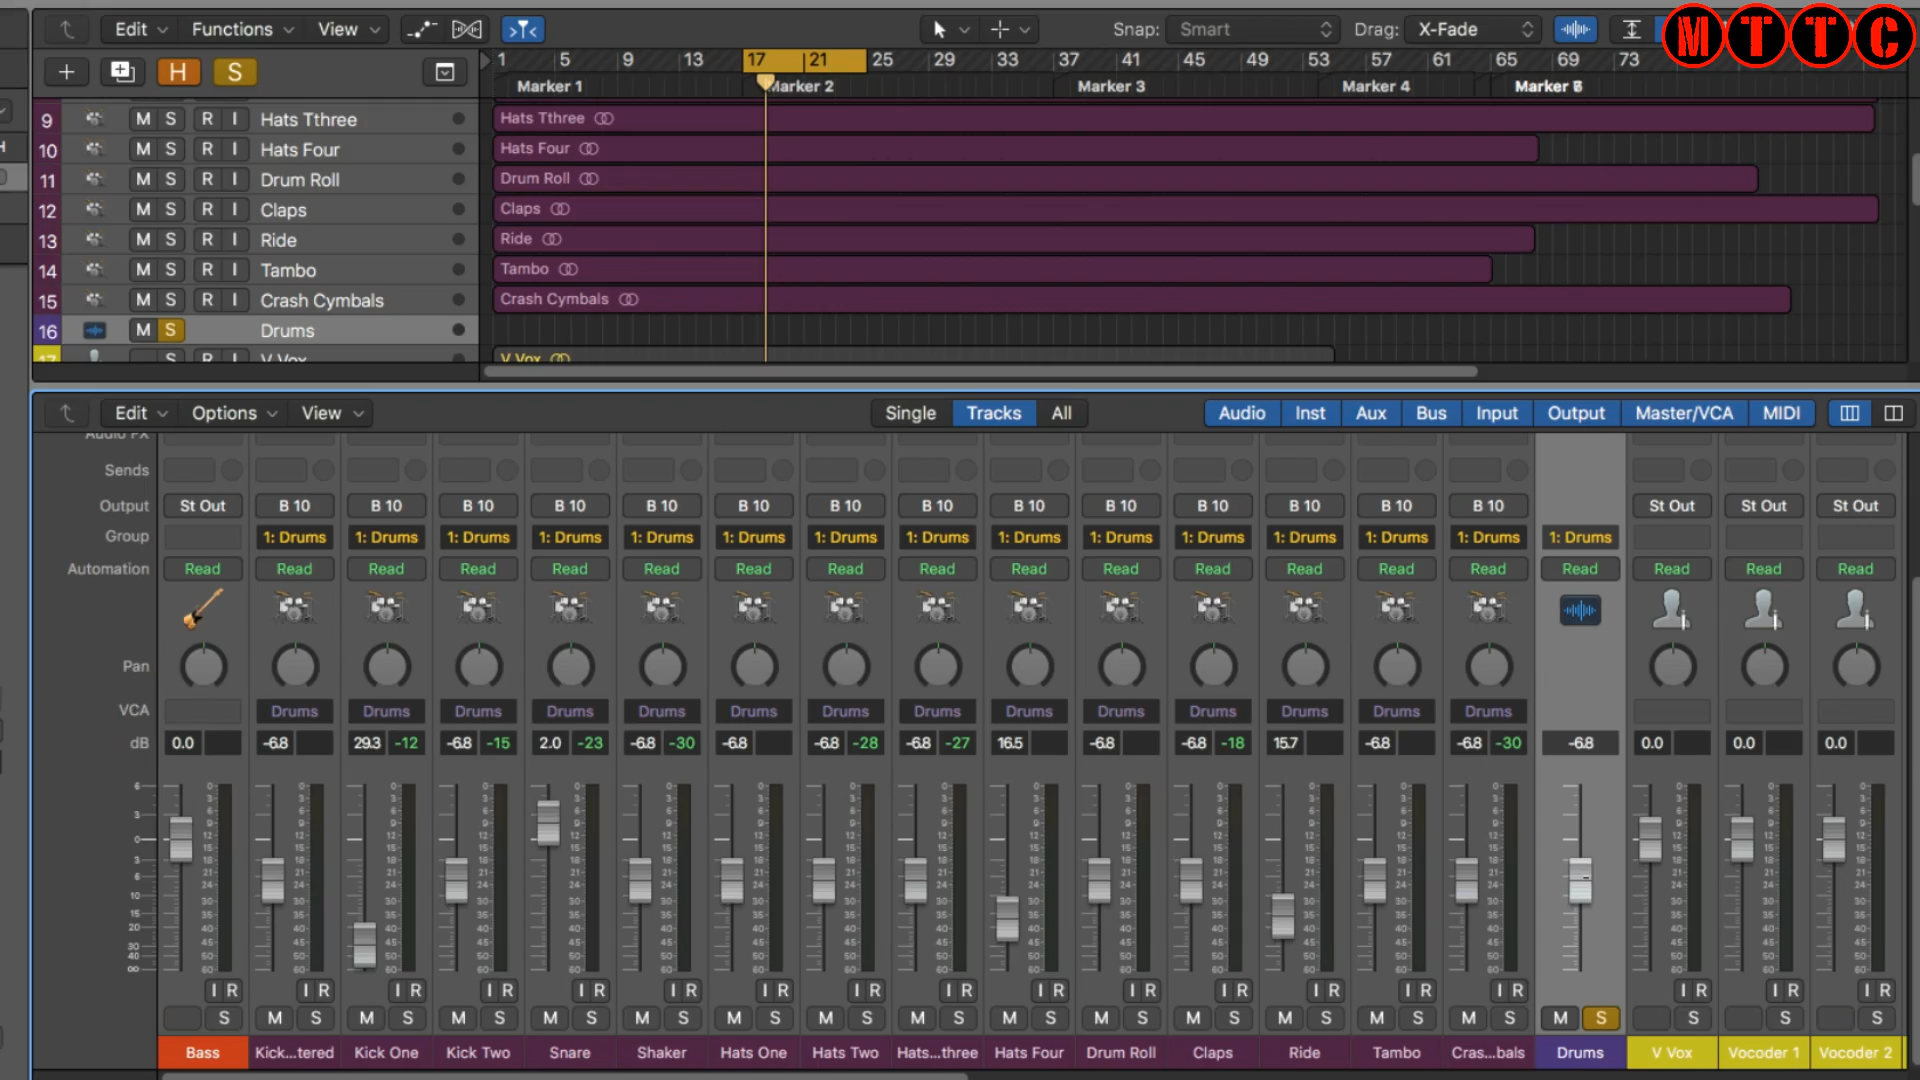 Edit Functions View Snap: Smart Drag: X-Fade MTTC
+ H S 1 5 9 13 17 21 25 29 33 37 41 45 49 53 57 61 65 69 73
Marker 1 Marker 2 Marker 3 Marker 4 Marker
9 M S R I Hats Tthree Hats Tthree
10 M S R I Hats Four Hats Four
11 M S R I Drum Roll Drum Roll
12 M S R I Claps Claps
13 M S R I Ride Ride
14 M S R I Tambo Tambo
15 M S R I Crash Cymbals Crash Cymbals
16 M S Drums
17 S R I V Vox V Vox
Edit Options View Single Tracks All Audio Inst Aux Bus Input Output Master/VCA MIDI
Audio FX
Sends
Output St Out B 10 B 10 B 10 B 10 B 10 B 10 B 10 B 10 B 10 B 10 B 10 B 10 B 10 B 10 St Out St Out St Out
Group 1: Drums 1: Drums 1: Drums 1: Drums 1: Drums 1: Drums 1: Drums 1: Drums 1: Drums 1: Drums 1: Drums 1: Drums 1: Drums 1: Drums 1: Drums
Automation Read Read Read Read Read Read Read Read Read Read Read Read Read Read Read Read Read Read Read
Pan
VCA Drums Drums Drums Drums Drums Drums Drums Drums Drums Drums Drums Drums Drums Drums
dB 0.0 -6.8 29.3 -12 -6.8 -15 2.0 -23 -6.8 -30 -6.8 -6.8 -28 -6.8 -27 16.5 -6.8 -6.8 -18 15.7 -6.8 -6.8 -30 -6.8 0.0 0.0 0.0
I R I R I R I R I R I R I R I R I R I R I R I R I R I R I R I R I R I R
S M S M S M S M S M S M S M S M S M S M S M S M S M S M S M S S S S
Bass Kick...tered Kick One Kick Two Snare Shaker Hats One Hats Two Hats...three Hats Four Drum Roll Claps Ride Tambo Cras...bals Drums V Vox Vocoder 1 Vocoder 2